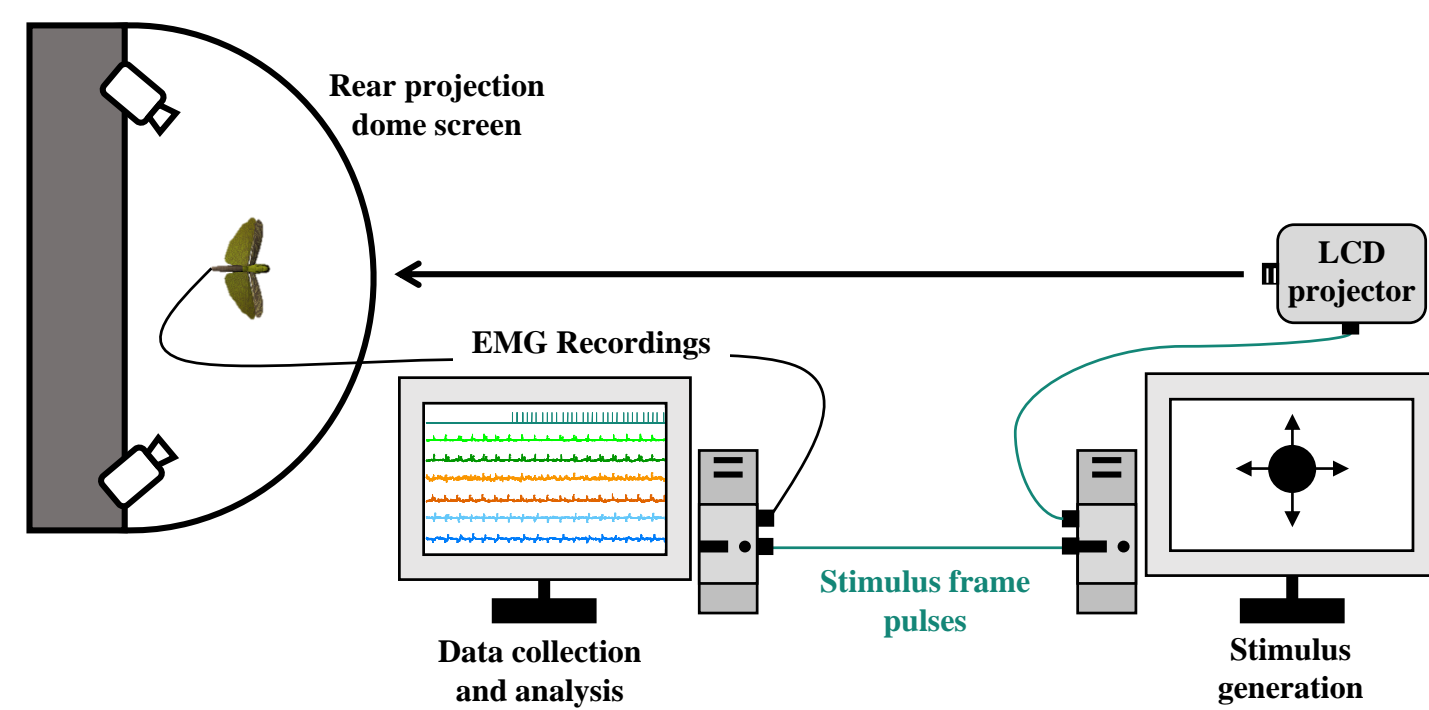 Rear projection
dome screen
LCD
projector
EMG Recordings
Stimulus frame
pulses
Data collection
and analysis
Stimulus
generation